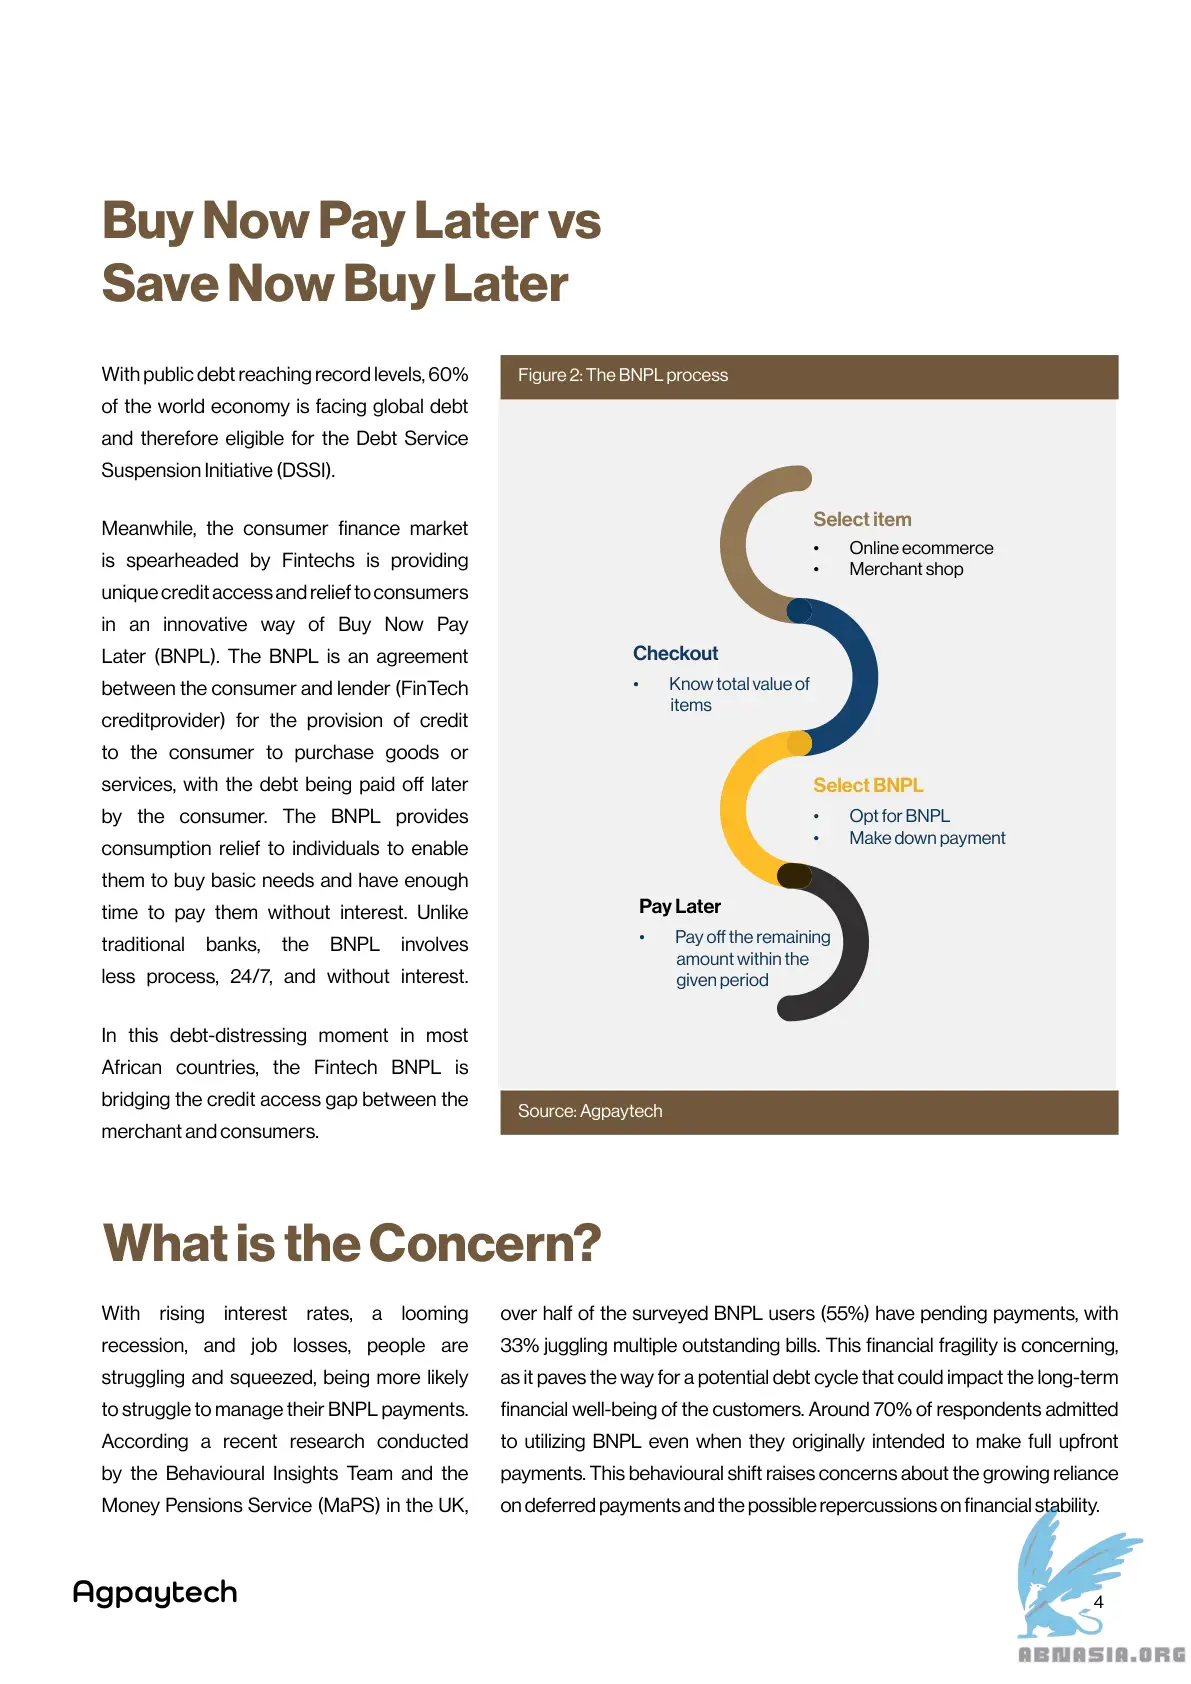 Buy Now Pay Later vs
Save Now Buy Later
With public debt reaching record levels, 60%
of the world economy is facing global debt
and therefore eligible for the Debt Service
Suspension Initiative (DSSI).
Meanwhile, the consumer finance market
is spearheaded by Fintechs is providing
unique credit access and relief to consumers
in an innovative way of Buy Now Pay
Later (BNPL). The BNPL is an agreement
between the consumer and lender (FinTech
creditprovider) for the provision of credit
to the consumer to purchase goods or
services, with the debt being paid off later
by the consumer. The BNPL provides
consumption relief to individuals to enable
them to buy basic needs and have enough
time to pay them without interest. Unlike
traditional banks, the BNPL involves
less process, 24/7, and without interest.
In this debt-distressing moment in most
African countries, the Fintech BNPL is
bridging the credit access gap between the
merchant and consumers.
Figure 2: The BNPL process
Select item
• Online ecommerce
• Merchant shop
Checkout
• Know total value of
items
Select BNPL
• Opt for BNPL
• Make down payment
Pay Later
• Pay off the remaining
amount within the
given period
Source: Agpaytech
What is the Concern?
With rising interest rates, a looming
recession, and job losses, people are
struggling and squeezed, being more likely
to struggle to manage their BNPL payments.
According a recent research conducted
by the Behavioural Insights Team and the
Money Pensions Service (MaPS) in the UK,
over half of the surveyed BNPL users (55%) have pending payments, with
33% juggling multiple outstanding bills. This financial fragility is concerning,
as it paves the way for a potential debt cycle that could impact the long-term
financial well-being of the customers. Around 70% of respondents admitted
to utilizing BNPL even when they originally intended to make full upfront
payments. This behavioural shift raises concerns about the growing reliance
on deferred payments and the possible repercussions on financial stability.
Agpaytech
4
ABNASIA.ORG